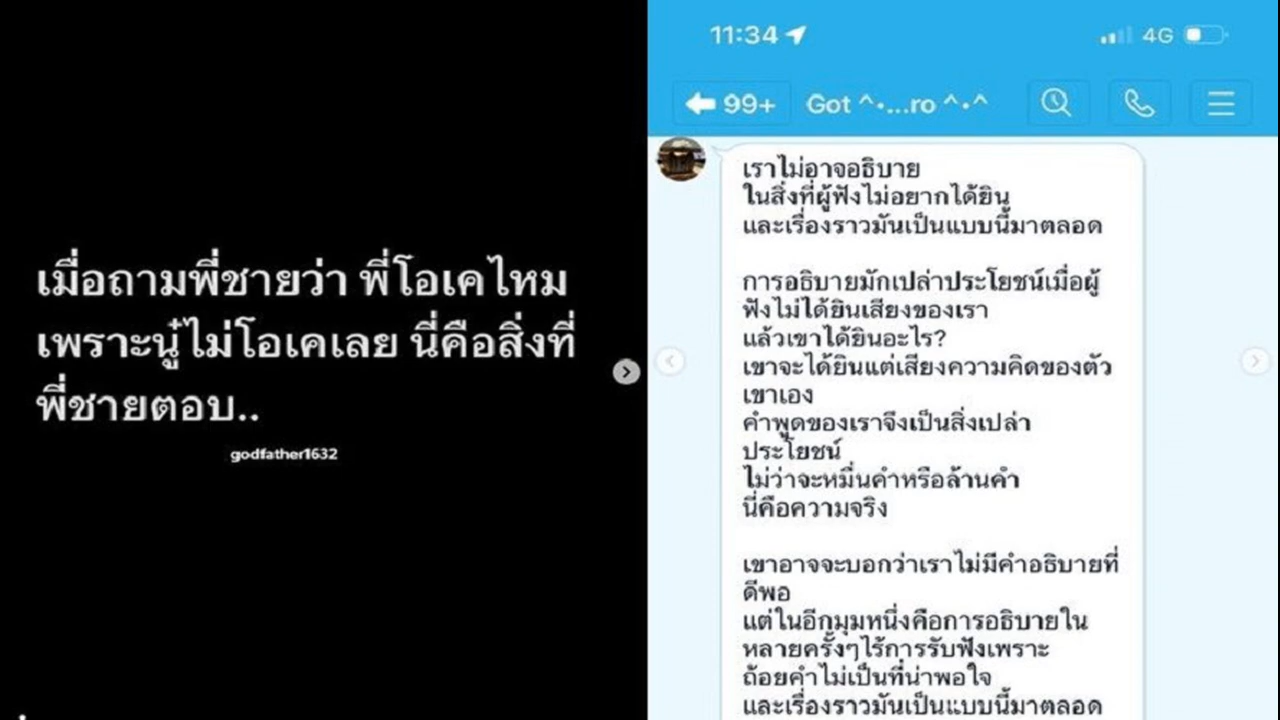 เมื่อถามพี่ชายว่า พี่โอเคไหม
เพราะนู๋ไม่โอเคเลย นี่คือสิ่งที่
พี่ชายตอบ..
godfather1632
11:34
4G
99+ Got ^•...ro ^•^
เราไม่อาจอธิบาย
ในสิ่งที่ผู้ฟังไม่อยากได้ยิน
และเรื่องราวมันเป็นแบบนี้มาตลอด
การอธิบายมักเปล่าประโยชน์เมื่อผู้
ฟังไม่ได้ยินเสียงของเรา
แล้วเขาได้ยินอะไร?
เขาจะได้ยินแต่เสียงความคิดของตัว
เขาเอง
คำพูดของเราจึงเป็นสิ่งเปล่า
ประโยชน์
ไม่ว่าจะหมื่นคำหรือล้านคำ
นี่คือความจริง
เขาอาจจะบอกว่าเราไม่มีคำอธิบายที่
ดีพอ
แต่ในอีกมุมหนึ่งคือการอธิบายใน
หลายครั้งๆไร้การรับฟังเพราะ
ถ้อยคำไม่เป็นที่น่าพอใจ
และเรื่องราวมันเป็นแบบนี้มาตลอด